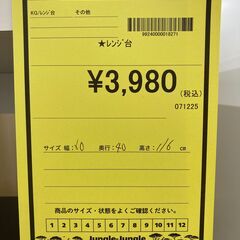 KG/レンジ台 その他
9924000001827１
★レンジ台
¥3,980
(税込)
071225
サイズ 幅: 60 奥行: 40 高さ: 116 cm
商品のサイズ・状態をよくご確認ください。
1 2 3 4 5 6 7 8 9 10 11 12
Jungle-Jungle